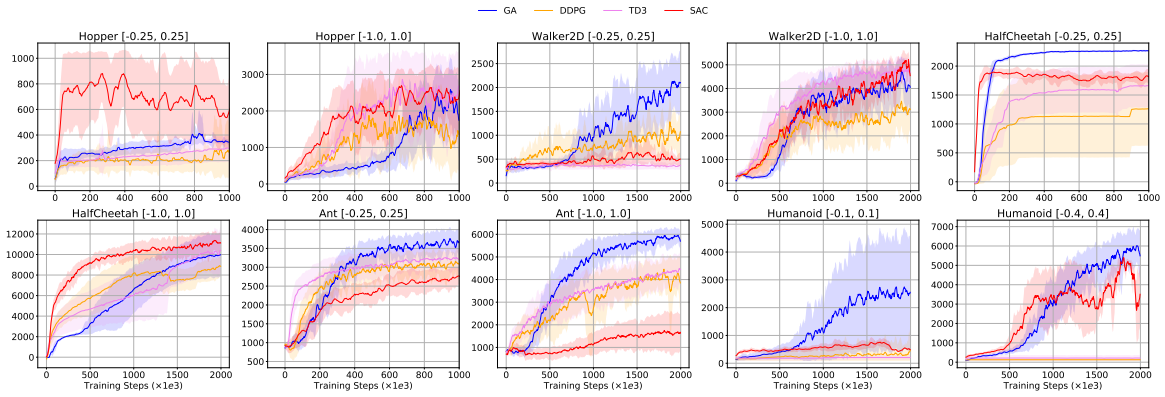 GA DDPG TD3 SAC
Hopper [-0.25, 0.25]
0 200 400 600 800 1000
0 200 400 600 800 1000
Hopper [-1.0, 1.0]
0 1000 2000 3000
0 200 400 600 800 1000
Walker2D [-0.25, 0.25]
0 500 1000 1500 2000 2500
0 500 1000 1500 2000
Walker2D [-1.0, 1.0]
0 1000 2000 3000 4000 5000
0 500 1000 1500 2000
HalfCheetah [-0.25, 0.25]
0 500 1000 1500 2000
0 200 400 600 800 1000
HalfCheetah [-1.0, 1.0]
0 2000 4000 6000 8000 10000 12000
0 500 1000 1500 2000
Training Steps (×1e3)
Ant [-0.25, 0.25]
500 1000 1500 2000 2500 3000 3500 4000
0 200 400 600 800 1000
Training Steps (×1e3)
Ant [-1.0, 1.0]
1000 2000 3000 4000 5000 6000
0 500 1000 1500 2000
Training Steps (×1e3)
Humanoid [-0.1, 0.1]
0 1000 2000 3000 4000 5000
0 500 1000 1500 2000
Training Steps (×1e3)
Humanoid [-0.4, 0.4]
0 1000 2000 3000 4000 5000 6000 7000
0 500 1000 1500 2000
Training Steps (×1e3)